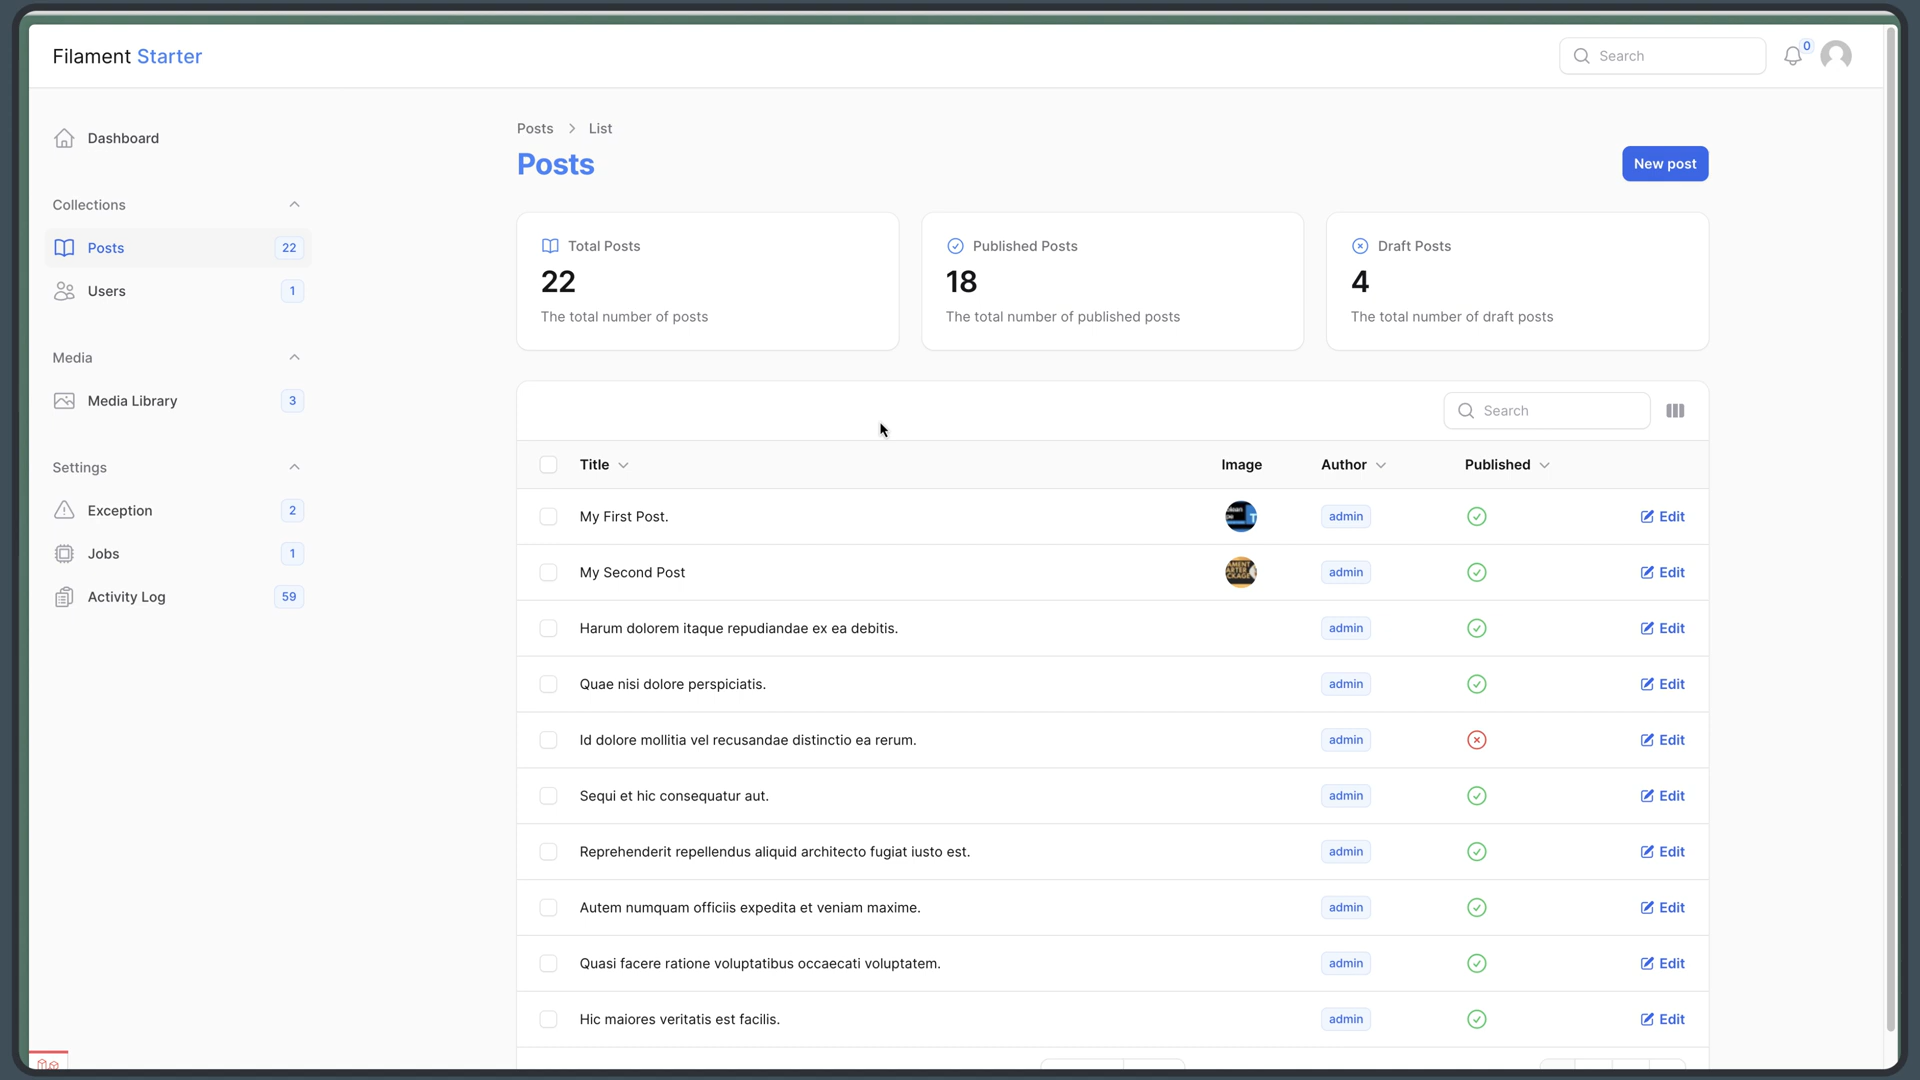 Filament Starter
Search
0
Dashboard
Collections
Posts 22
Users 1
Media
Media Library 3
Settings
Exception 2
Jobs 1
Activity Log 59
Posts List
Posts
New post
Total Posts
22
The total number of posts
Published Posts
18
The total number of published posts
Draft Posts
4
The total number of draft posts
Search
Title Image Author Published
My First Post. admin Edit
My Second Post admin Edit
Harum dolorem itaque repudiandae ex ea debitis. admin Edit
Quae nisi dolore perspiciatis. admin Edit
Id dolore mollitia vel recusandae distinctio ea rerum. admin Edit
Sequi et hic consequatur aut. admin Edit
Reprehenderit repellendus aliquid architecto fugiat iusto est. admin Edit
Autem numquam officiis expedita et veniam maxime. admin Edit
Quasi facere ratione voluptatibus occaecati voluptatem. admin Edit
Hic maiores veritatis est facilis. admin Edit